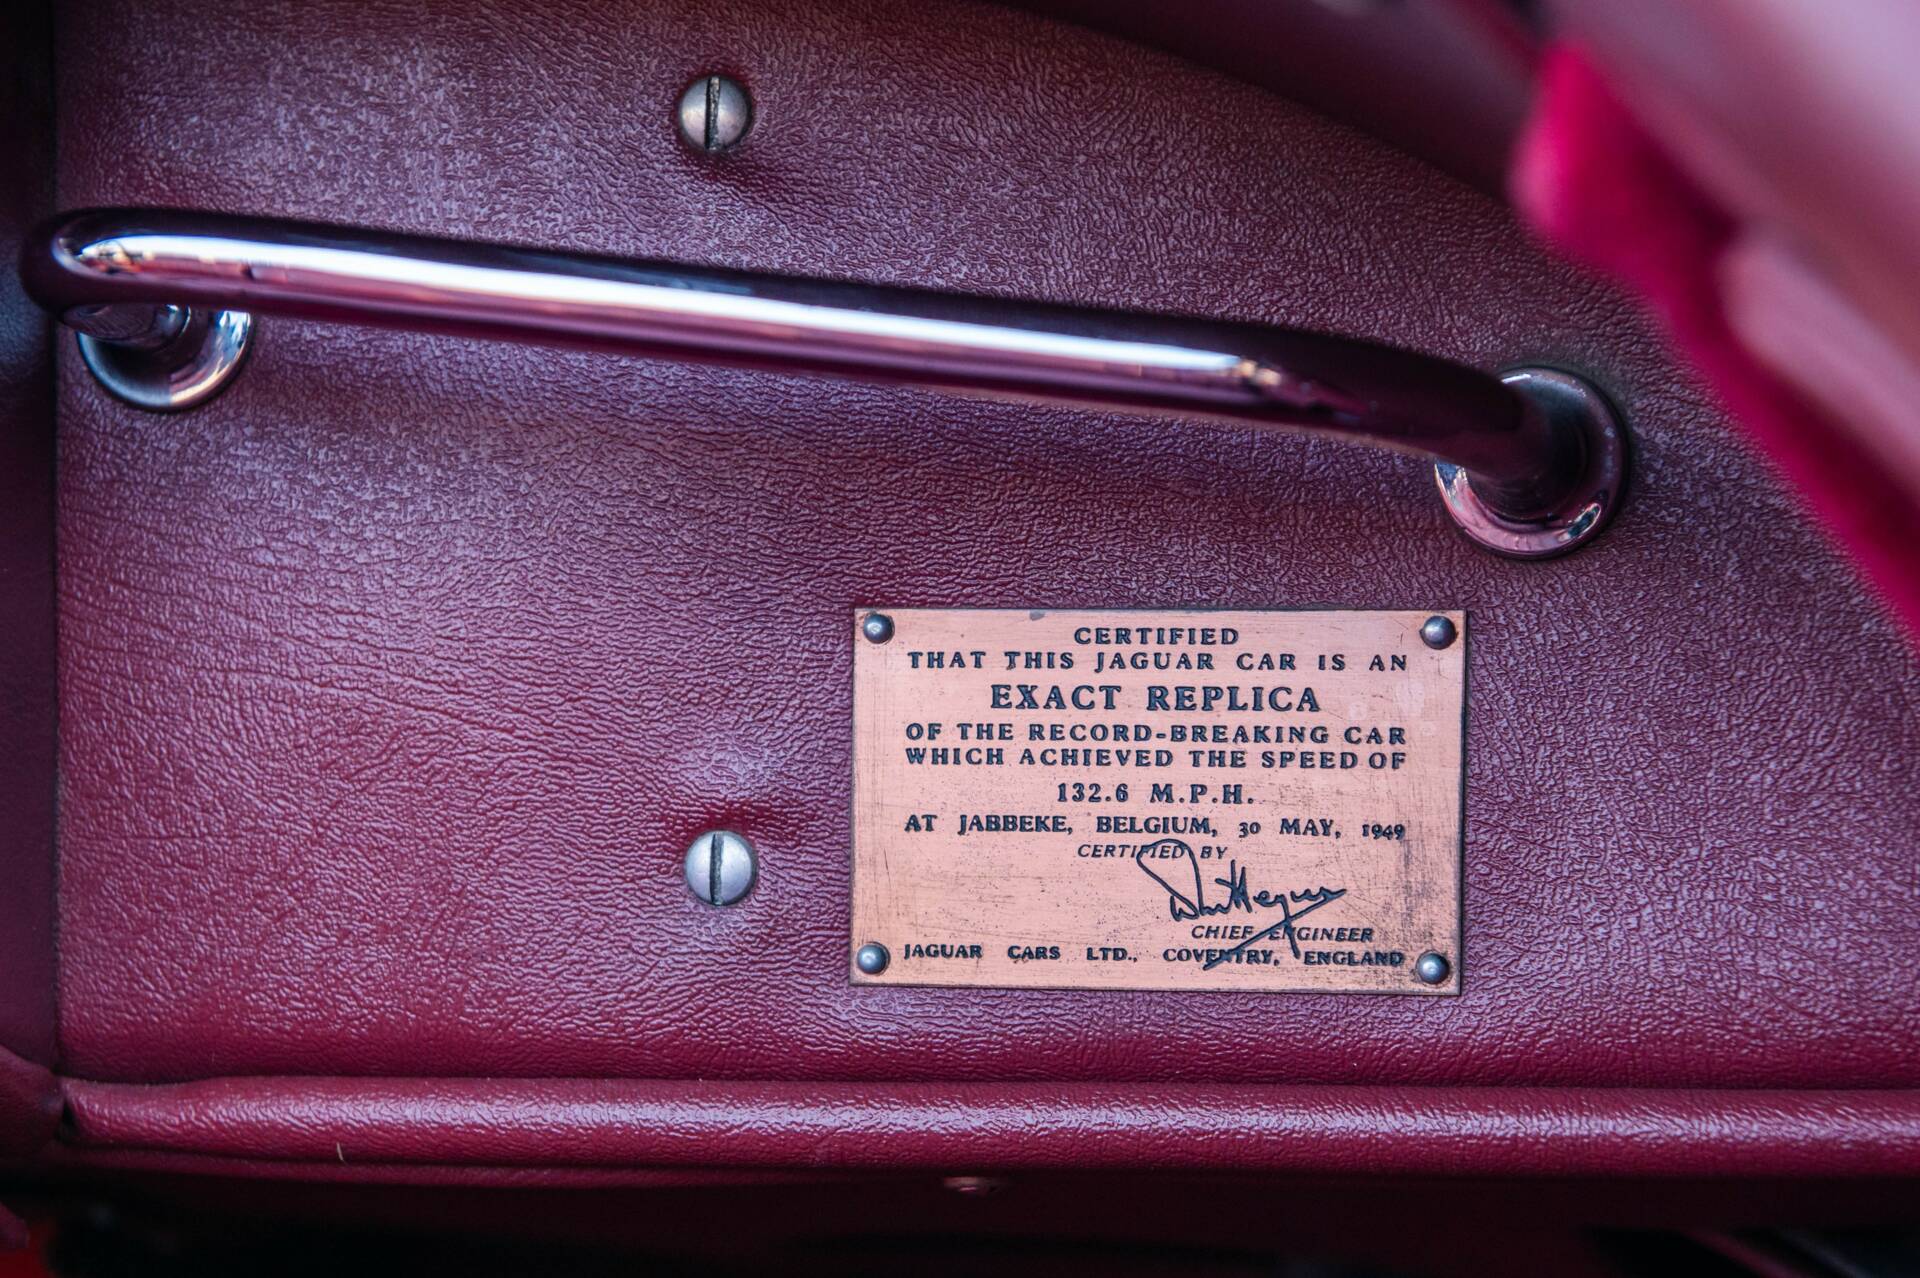 CERTIFIED
THAT THIS JAGUAR CAR IS AN
EXACT REPLICA
OF THE RECORD-BREAKING CAR
WHICH ACHIEVED THE SPEED OF
132.6 M.P.H.
AT JABBEKE, BELGIUM, 30 MAY, 1949
CERTIFIED BY
CHIEF ENGINEER
JAGUAR CARS LTD., COVENTRY, ENGLAND